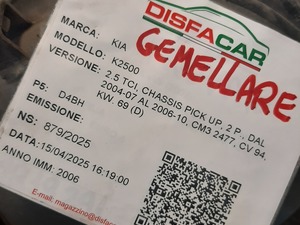 DISFACAR
GEMELLARE
MARCA: KIA
MODELLO: K2500
VERSIONE: 2.5 TCI, CHASSIS PICK UP, 2 P., DAL
2004-07 AL 2006-10, CM3 2477, CV 94,
KW. 69 (D)
P5: D4BH
EMISSIONE:
NS: 879/2025
DATA:15/04/2025 16:19:00
ANNO IMM: 2006
E-mail: magazzino@disfa